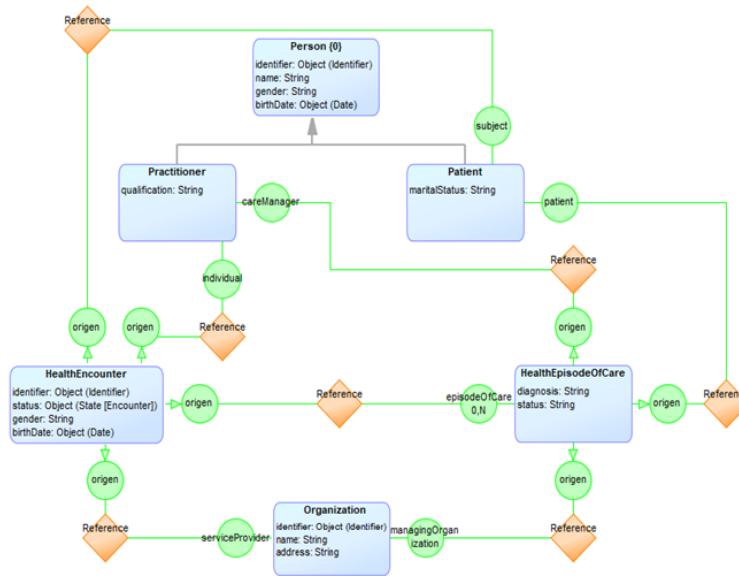 Reference
Person {0}
identifier: Object (Identifier)
name: String
gender: String
birthDate: Object (Date)
subject
Practitioner
qualification: String
careManager
Patient
maritalStatus: String
patient
Reference
individual
origen
origen
Reference
origen
HealthEncounter
identifier: Object (Identifier)
status: Object (State [Encounter])
gender: String
birthDate: Object (Date)
origen
Reference
episodeOfCare
0,N
HealthEpisodeOfCare
diagnosis: String
status: String
origen
Reference
origen
origen
Reference
serviceProvider
Organization
identifier: Object (Identifier)
name: String
address: String
managingOrgan
ization
Reference